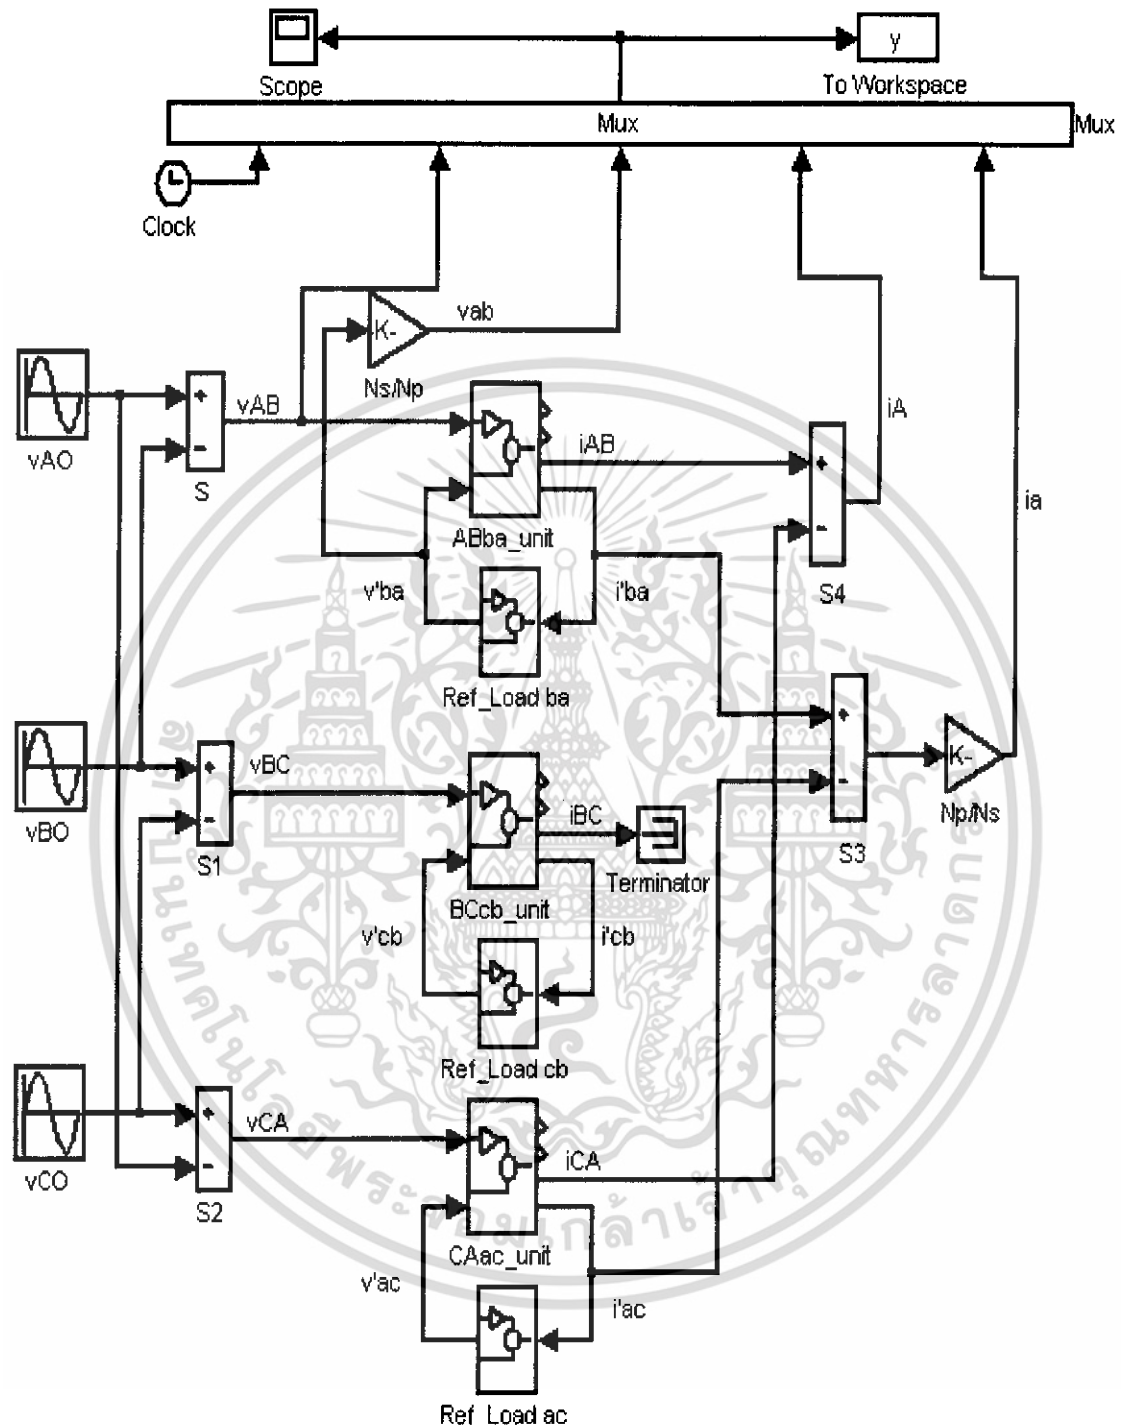 y
Scope
To Workspace
Mux
Mux
Clock
vab
-K-
Ns/Np
vAO
+
-
S
vAB
iAB
iA
ia
+
-
S4
ABba_unit
v'ba
i'ba
Ref_Load ba
vBO
+
-
S1
vBC
iBC
Terminator
+
-
S3
K-
Np/Ns
BCcb_unit
v'cb
i'cb
Ref_Load cb
vCO
+
-
S2
vCA
iCA
CAac_unit
v'ac
i'ac
Ref_Load ac